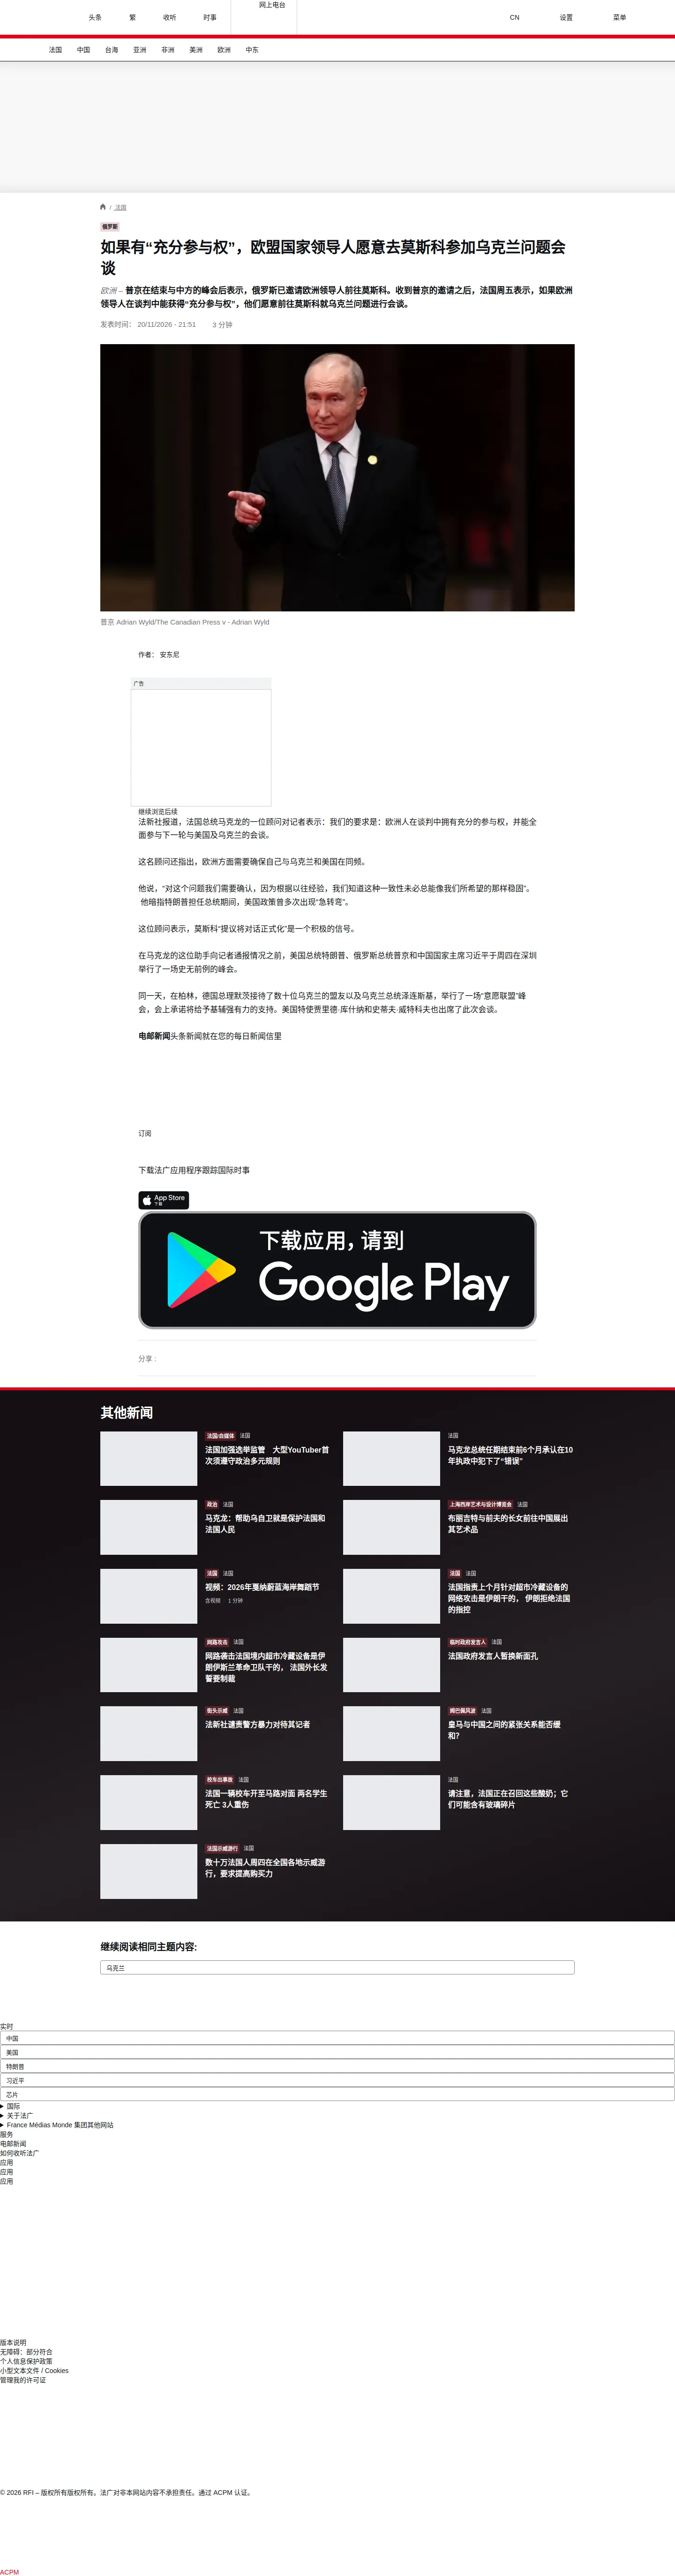 网上电台
头条
繁
收听
时事
CN
设置
菜单
法国
中国
台海
亚洲
非洲
美洲
欧洲
中东
/ 法国
俄罗斯
如果有“充分参与权”，欧盟国家领导人愿意去莫斯科参加乌克兰问题会
谈
欧洲 – 普京在结束与中方的峰会后表示，俄罗斯已邀请欧洲领导人前往莫斯科。收到普京的邀请之后，法国周五表示，如果欧洲
领导人在谈判中能获得“充分参与权”，他们愿意前往莫斯科就乌克兰问题进行会谈。
发表时间： 20/11/2026 - 21:51
3 分钟
普京 Adrian Wyld/The Canadian Press v - Adrian Wyld
作者： 安东尼
广告
继续浏览后续
法新社报道，法国总统马克龙的一位顾问对记者表示：我们的要求是：欧洲人在谈判中拥有充分的参与权，并能全
面参与下一轮与美国及乌克兰的会谈。
这名顾问还指出，欧洲方面需要确保自己与乌克兰和美国在同频。
他说，“对这个问题我们需要确认，因为根据以往经验，我们知道这种一致性未必总能像我们所希望的那样稳固”。
他暗指特朗普担任总统期间，美国政策曾多次出现“急转弯”。
这位顾问表示，莫斯科“提议将对话正式化”是一个积极的信号。
在马克龙的这位助手向记者通报情况之前，美国总统特朗普、俄罗斯总统普京和中国国家主席习近平于周四在深圳
举行了一场史无前例的峰会。
同一天，在柏林，德国总理默茨接待了数十位乌克兰的盟友以及乌克兰总统泽连斯基，举行了一场“意愿联盟”峰
会，会上承诺将给予基辅强有力的支持。美国特使贾里德·库什纳和史蒂夫·威特科夫也出席了此次会谈。
电邮新闻头条新闻就在您的每日新闻信里
订阅
下载法广应用程序跟踪国际时事
App Store
下载
下载应用，请到
Google Play
分享 :
其他新闻
法国/自媒体 法国
法国加强选举监管　大型YouTuber首
次须遵守政治多元规则
法国
马克龙总统任期结束前6个月承认在10
年执政中犯下了“错误”
政治 法国
马克龙：帮助乌自卫就是保护法国和
法国人民
上海西岸艺术与设计博览会 法国
布丽吉特与前夫的长女前往中国展出
其艺术品
法国 法国
视频：2026年戛纳蔚蓝海岸舞蹈节
含视频 1 分钟
法国 法国
法国指责上个月针对超市冷藏设备的
网络攻击是伊朗干的， 伊朗拒绝法国
的指控
网路攻击 法国
网路袭击法国境内超市冷藏设备是伊
朗伊斯兰革命卫队干的， 法国外长发
誓要制裁
临时政府发言人 法国
法国政府发言人暂换新面孔
街头示威 法国
法新社谴责警方暴力对待其记者
姆巴佩风波 法国
皇马与中国之间的紧张关系能否缓
和?
校车出事故 法国
法国一辆校车开至马路对面 两名学生
死亡 3人重伤
法国
请注意，法国正在召回这些酸奶；它
们可能含有玻璃碎片
法国示威游行 法国
数十万法国人周四在全国各地示威游
行，要求提高购买力
继续阅读相同主题内容:
乌克兰
实时
中国
美国
特朗普
习近平
芯片
国际
关于法广
France Médias Monde 集团其他网站
服务
电邮新闻
如何收听法广
应用
应用
应用
版本说明
无障碍：部分符合
个人信息保护政策
小型文本文件 / Cookies
管理我的许可证
© 2026 RFI – 版权所有版权所有。法广对非本网站内容不承担责任。通过 ACPM 认证。
ACPM